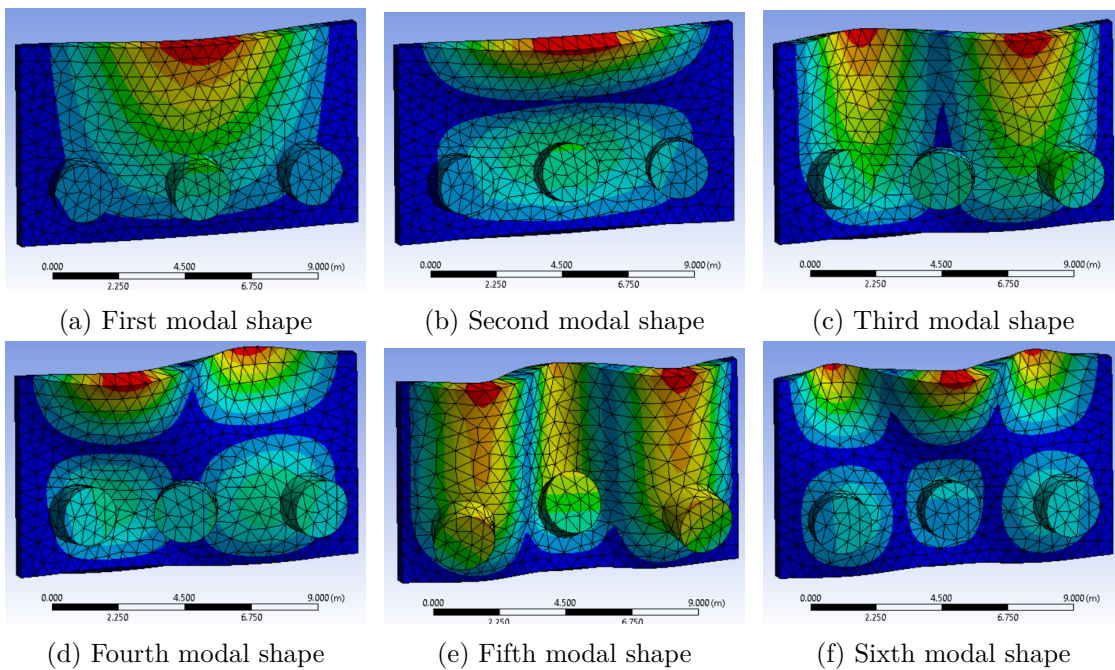 0.000 4.500 9.000 (m)
2.250 6.750
0.000 4.500 9.000 (m)
2.250 6.750
0.000 4.500 9.000 (m)
2.250 6.750
(a) First modal shape
(b) Second modal shape
(c) Third modal shape
0.000 4.500 9.000 (m)
2.250 6.750
0.000 4.500 9.000 (m)
2.250 6.750
0.000 4.500 9.000 (m)
2.250 6.750
(d) Fourth modal shape
(e) Fifth modal shape
(f) Sixth modal shape